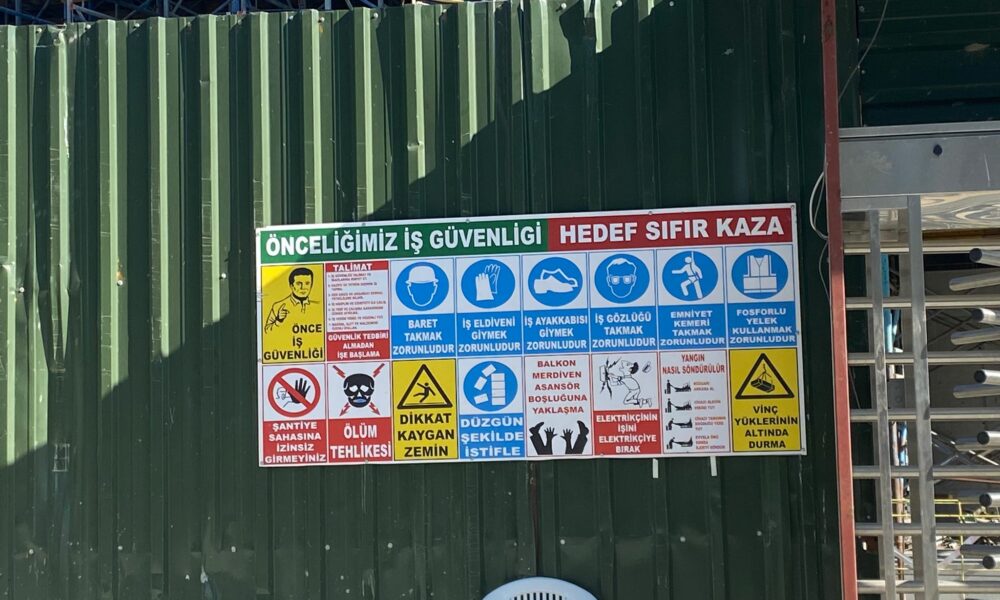 ÖNCELİĞİMİZ İŞ GÜVENLİGİ HEDEF SIFIR KAZA
ÖNCE
İŞ
GÜVENLİĞİ
TALİMAT
GÜVENLİK TEDBİRİ
ALMADAN
İŞE BAŞLAMA
BARET
TAKMAK
ZORUNLUDUR
İŞ ELDİVENİ
GİYMEK
ZORUNLUDUR
İŞ AYAKKABISI
GİYMEK
ZORUNLUDUR
İŞ GÖZLÜĞÜ
TAKMAK
ZORUNLUDUR
EMNİYET
KEMERİ
TAKMAK
ZORUNLUDUR
FOSFORLU
YELEK
KULLANMAK
ZORUNLUDUR
ŞANTİYE
SAHASINA
İZİNSİZ
GİRMEYİNİZ
ÖLÜM
TEHLİKESİ
DİKKAT
KAYGAN
ZEMİN
DÜZGÜN
ŞEKİLDE
İSTİFLE
BALKON
MERDİVEN
ASANSÖR
BOŞLUĞUNA
YAKLAŞMA
ELEKTRİKÇİNİN
İŞİNİ
ELEKTRİKÇİYE
BIRAK
YANGIN
NASIL SÖNDÜRÜLÜR
VİNÇ
YÜKLERİNİN
ALTINDA
DURMA